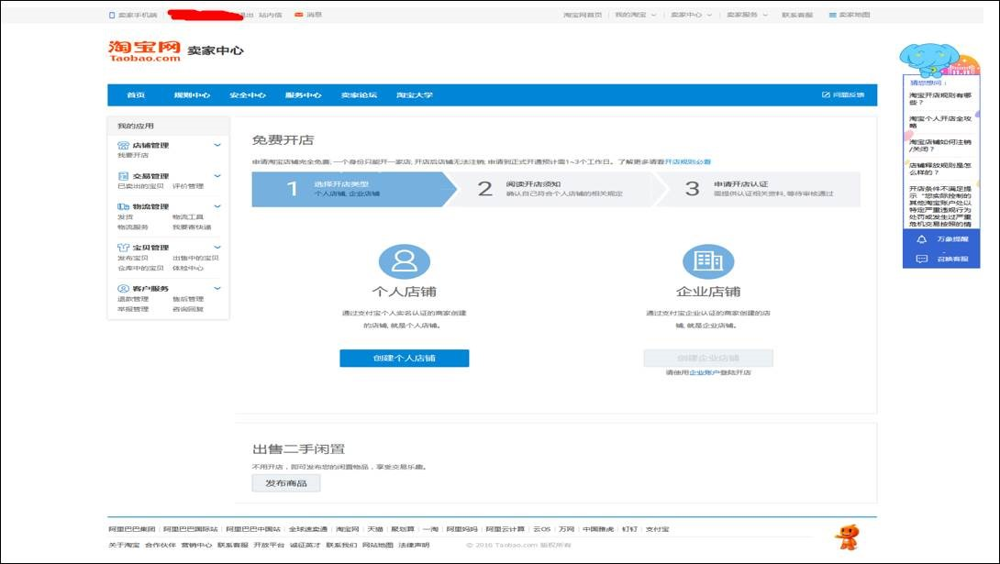 卖家手机端 退出 站内信 消息 淘宝网首页 我的淘宝 卖家中心 卖家服务 联系客服 卖家地图
淘宝网 卖家中心
Taobao.com
首页 规则中心 安全中心 服务中心 卖家论坛 淘宝大学 问题反馈
我的应用
店铺管理
我要开店
交易管理
已卖出的宝贝 评价管理
物流管理
发货 物流工具
物流服务 我要寄快递
宝贝管理
发布宝贝 出售中的宝贝
仓库中的宝贝 体检中心
客户服务
退款管理 售后管理
举报管理 咨询回复
免费开店
申请淘宝店铺完全免费; 一个身份只能开一家店; 开店后店铺无法注销; 申请到正式开通预计需1~3个工作日。了解更多请看开店规则必看
1 选择开店类型
个人店铺, 企业店铺
2 阅读开店须知
确认自己符合个人店铺的相关规定
3 申请开店认证
需提供认证相关资料, 等待审核通过
个人店铺
通过支付宝个人实名认证的商家创建
的店铺, 就是个人店铺。
创建个人店铺
企业店铺
通过支付宝企业认证的商家创建的店
铺, 就是企业店铺。
创建企业店铺
请使用企业账户登陆开店
出售二手闲置
不用开店，即可发布您的闲置物品，享受交易乐趣。
发布商品
猜您想问：
淘宝开店规则有哪
些？
淘宝个人开店全攻
略
淘宝店铺如何注销
/关闭？
店铺释放规则是怎
么样的？
开店条件不满足提
示“您实际控制的
其他淘宝账户处以
特定严重违规行为
处罚或发生过严重
危机交易按照的情
万象提醒
召唤客服
阿里巴巴集团 | 阿里巴巴国际站 | 阿里巴巴中国站 | 全球速卖通 | 淘宝网 | 天猫 | 聚划算 | 一淘 | 阿里妈妈 | 阿里云计算 | 云OS | 万网 | 中国雅虎 | 钉钉 | 支付宝
关于淘宝 合作伙伴 营销中心 联系客服 开放平台 诚征英才 联系我们 网站地图 法律声明 © 2016 Taobao.com 版权所有